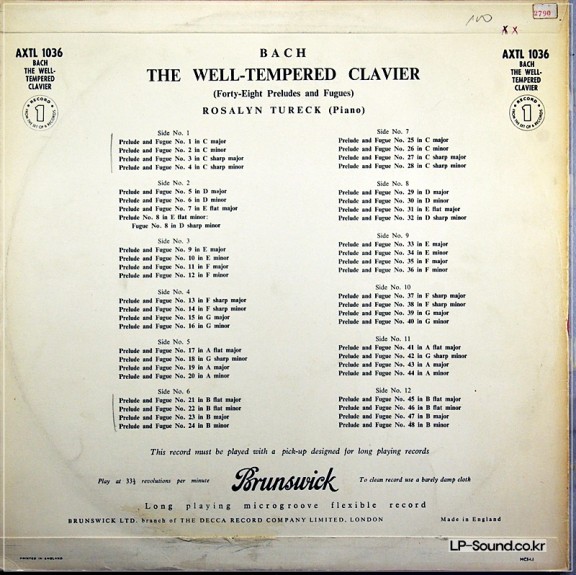 2790
AXTL 1036
BACH
THE WELL-
TEMPERED
CLAVIER
RECORD
1
FROM THE SET OF 6 RECORDS
BACH
THE WELL-TEMPERED CLAVIER
(Forty-Eight Preludes and Fugues)
ROSALYN TURECK (Piano)
AXTL 1036
BACH
THE WELL-
TEMPERED
CLAVIER
RECORD
1
FROM THE SET OF 6 RECORDS
Side No. 1
Prelude and Fugue No. 1 in C major
Prelude and Fugue No. 2 in C minor
Prelude and Fugue No. 3 in C sharp major
Prelude and Fugue No. 4 in C sharp minor
Side No. 2
Prelude and Fugue No. 5 in D major
Prelude and Fugue No. 6 in D minor
Prelude and Fugue No. 7 in E flat major
Prelude No. 8 in E flat minor:
Fugue No. 8 in D sharp minor
Side No. 3
Prelude and Fugue No. 9 in E major
Prelude and Fugue No. 10 in E minor
Prelude and Fugue No. 11 in F major
Prelude and Fugue No. 12 in F minor
Side No. 4
Prelude and Fugue No. 13 in F sharp major
Prelude and Fugue No. 14 in F sharp minor
Prelude and Fugue No. 15 in G major
Prelude and Fugue No. 16 in G minor
Side No. 5
Prelude and Fugue No. 17 in A flat major
Prelude and Fugue No. 18 in G sharp minor
Prelude and Fugue No. 19 in A major
Prelude and Fugue No. 20 in A minor
Side No. 6
Prelude and Fugue No. 21 in B flat major
Prelude and Fugue No. 22 in B flat minor
Prelude and Fugue No. 23 in B major
Prelude and Fugue No. 24 in B minor
Side No. 7
Prelude and Fugue No. 25 in C major
Prelude and Fugue No. 26 in C minor
Prelude and Fugue No. 27 in C sharp major
Prelude and Fugue No. 28 in C sharp minor
Side No. 8
Prelude and Fugue No. 29 in D major
Prelude and Fugue No. 30 in D minor
Prelude and Fugue No. 31 in E flat major
Prelude and Fugue No. 32 in D sharp minor
Side No. 9
Prelude and Fugue No. 33 in E major
Prelude and Fugue No. 34 in E minor
Prelude and Fugue No. 35 in F major
Prelude and Fugue No. 36 in F minor
Side No. 10
Prelude and Fugue No. 37 in F sharp major
Prelude and Fugue No. 38 in F sharp minor
Prelude and Fugue No. 39 in G major
Prelude and Fugue No. 40 in G minor
Side No. 11
Prelude and Fugue No. 41 in A flat major
Prelude and Fugue No. 42 in G sharp minor
Prelude and Fugue No. 43 in A major
Prelude and Fugue No. 44 in A minor
Side No. 12
Prelude and Fugue No. 45 in B flat major
Prelude and Fugue No. 46 in B flat minor
Prelude and Fugue No. 47 in B major
Prelude and Fugue No. 48 in B minor
This record must be played with a pick-up designed for long playing records
Play at 33⅓ revolutions per minute
Brunswick
To clean record use a barely damp cloth
Long playing microgroove flexible record
BRUNSWICK LTD. branch of THE DECCA RECORD COMPANY LIMITED, LONDON
Made in England
PRINTED IN ENGLAND
LP-Sound.co.kr